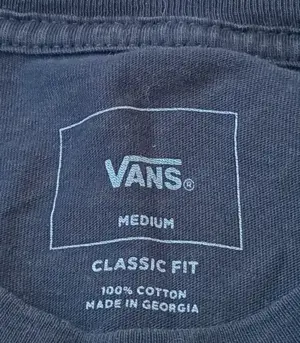 VANS®
MEDIUM
CLASSIC FIT
100% COTTON
MADE IN GEORGIA